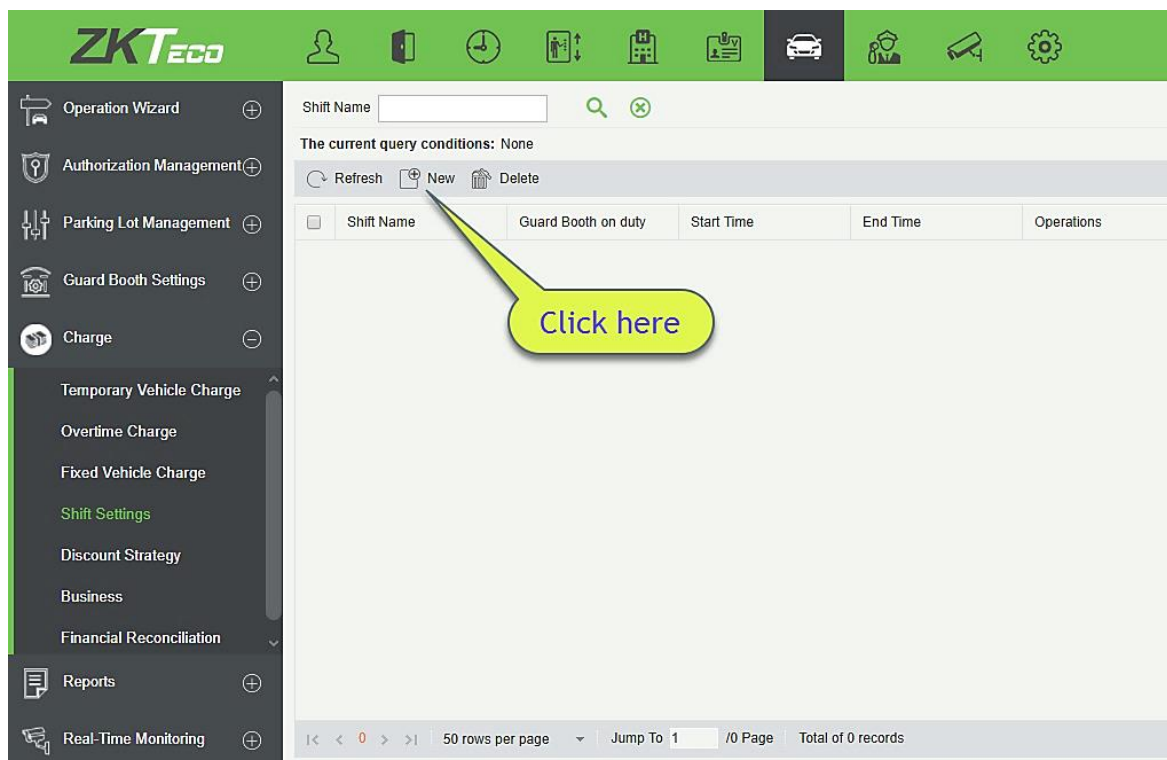 ZKTECO
Operation Wizard
Authorization Management
Parking Lot Management
Guard Booth Settings
Charge
Temporary Vehicle Charge
Overtime Charge
Fixed Vehicle Charge
Shift Settings
Discount Strategy
Business
Financial Reconciliation
Reports
Real-Time Monitoring
Shift Name
The current query conditions: None
Refresh New Delete
Shift Name Guard Booth on duty Start Time End Time Operations
Click here
|< < 0 > >| 50 rows per page Jump To 1 /0 Page Total of 0 records